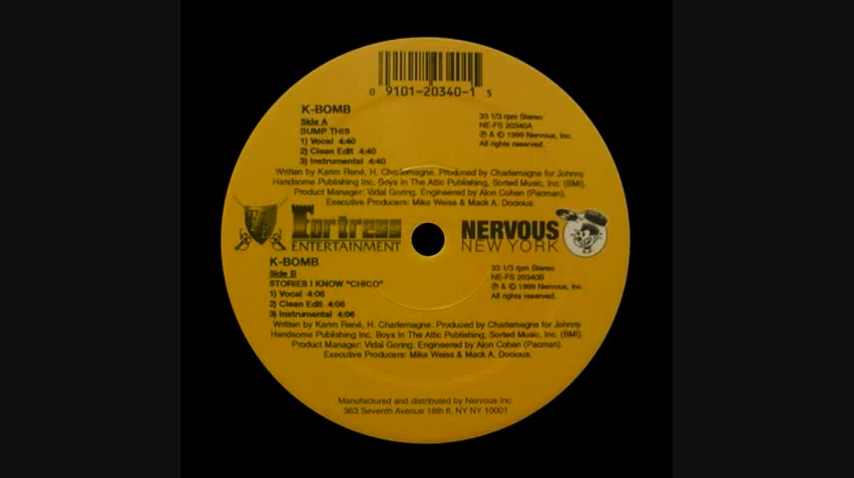 0 9101-20340-1 5
K-BOMB
Side A
BUMP THIS
1) Vocal 4:40
2) Clean Edit 4:40
3) Instrumental 4:40
33 1/3 rpm Stereo
NE-FS 20340A
℗ & © 1999 Nervous, Inc.
All rights reserved.
Written by Karim René, H. Charlemagne. Produced by Charlemagne for Johnny
Handsome Publishing Inc. Boys In The Attic Publishing, Sorted Music, Inc. (BMI).
Product Manager: Vidal Goring. Engineered by Alon Cohen (Pacman).
Executive Producers: Mike Weiss & Mack A. Docious.
Fortress
ENTERTAINMENT
NERVOUS
NEW YORK
K-BOMB
Side B
STORIES I KNOW "CHICO"
1) Vocal 4:06
2) Clean Edit 4:06
3) Instrumental 4:06
33 1/3 rpm Stereo
NE-FS 20340B
℗ & © 1999 Nervous, Inc.
All rights reserved.
Written by Karim René, H. Charlemagne. Produced by Charlemagne for Johnny
Handsome Publishing Inc. Boys In The Attic Publishing, Sorted Music, Inc. (BMI).
Product Manager: Vidal Goring. Engineered by Alon Cohen (Pacman).
Executive Producers: Mike Weiss & Mack A. Docious.
Manufactured and distributed by Nervous Inc.
363 Seventh Avenue 16th fl, NY NY 10001